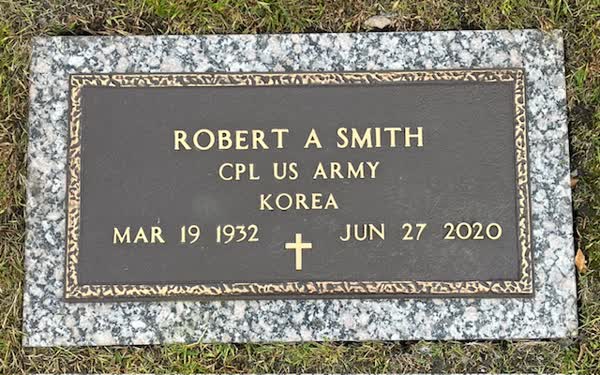 ROBERT A SMITH
CPL US ARMY
KOREA
MAR 19 1932 JUN 27 2020